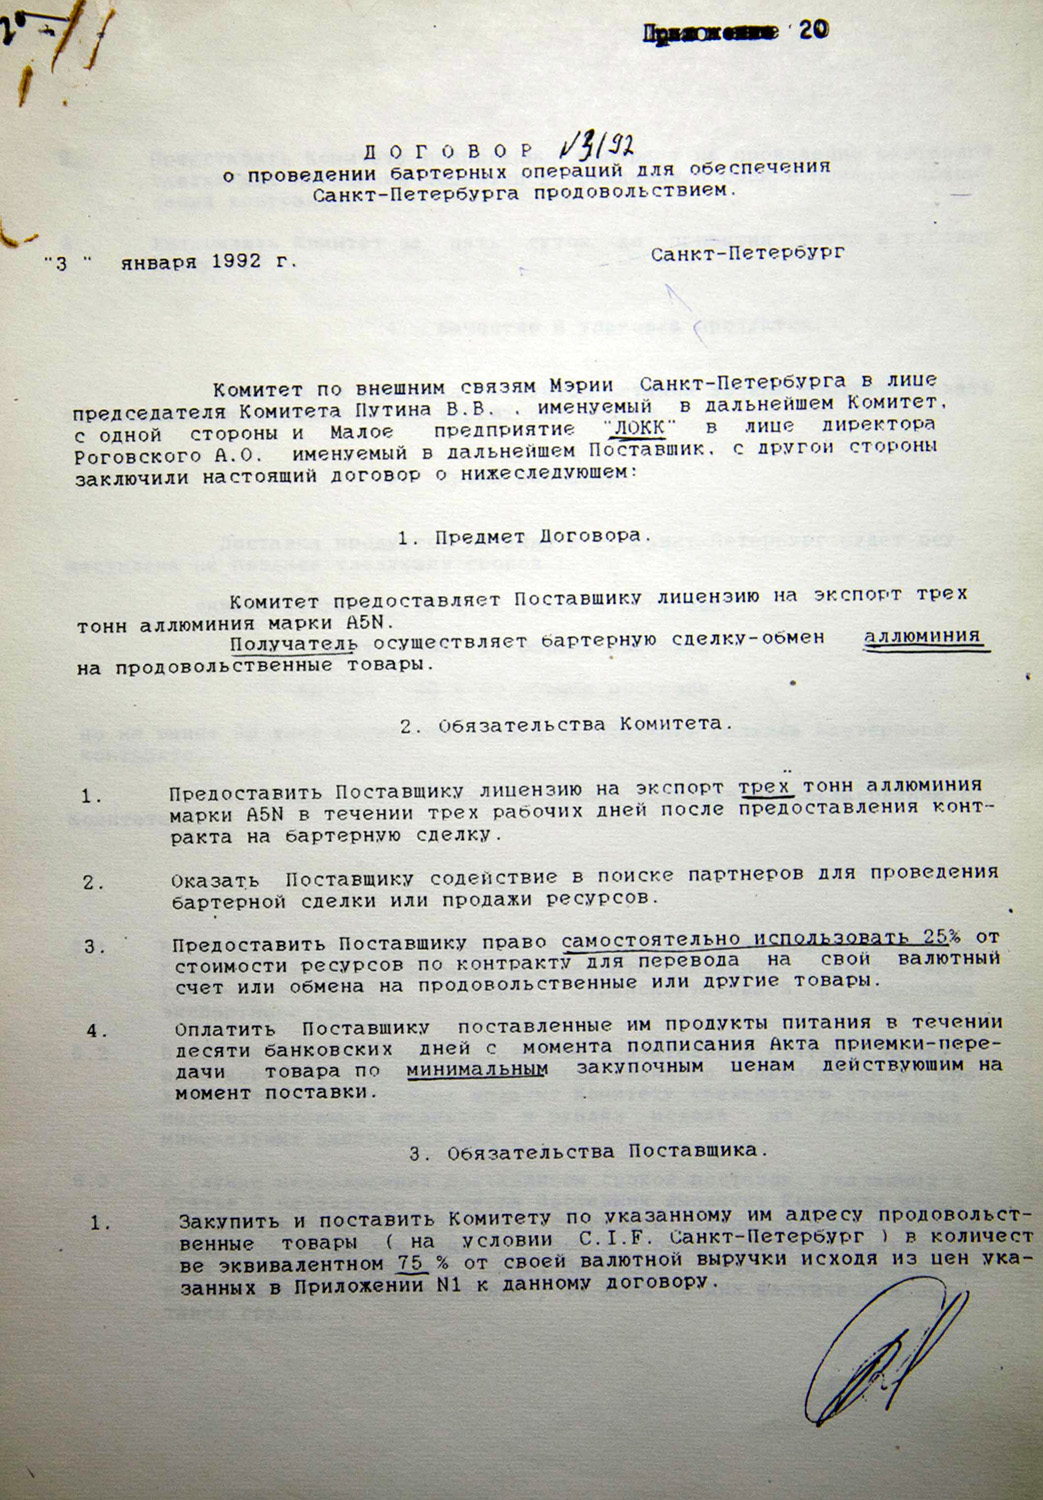 Приложение 20
Д О Г О В О Р №3/92
о проведении бартерных операций для обеспечения
Санкт-Петербурга продовольствием.
"3 " января 1992 г.
Санкт-Петербург
Комитет по внешним связям Мэрии Санкт-Петербурга в лице
председателя Комитета Путина В.В. , именуемый в дальнейшем Комитет,
с одной стороны и Малое предприятие "ЛОКК" в лице директора
Роговского А.О. именуемый в дальнейшем Поставшик, с другой стороны
заключили настоящий договор о нижеследующем:
1. Предмет Договора.
Комитет предоставляет Поставщику лицензию на экспорт трех
тонн аллюминия марки A5N.
Получатель осуществляет бартерную сделку-обмен аллюминия
на продовольственные товары.
2. Обязательства Комитета.
1. Предоставить Поставщику лицензию на экспорт трех тонн аллюминия
марки A5N в течении трех рабочих дней после предоставления конт-
ракта на бартерную сделку.
2. Оказать Поставщику содействие в поиске партнеров для проведения
бартерной сделки или продажи ресурсов.
3. Предоставить Поставщику право самостоятельно использовать 25% от
стоимости ресурсов по контракту для перевода на свой валютный
счет или обмена на продовольственные или другие товары.
4. Оплатить Поставщику поставленные им продукты питания в течении
десяти банковских дней с момента подписания Акта приемки-пере-
дачи товара по минимальным закупочным ценам действующим на
момент поставки.
3. Обязательства Поставщика.
1. Закупить и поставить Комитету по указанному им адресу продовольст-
венные товары ( на условии C.I.F. Санкт-Петербург ) в количест
ве эквивалентном 75 % от своей валютной выручки исходя из цен ука-
занных в Приложении N1 к данному договору.